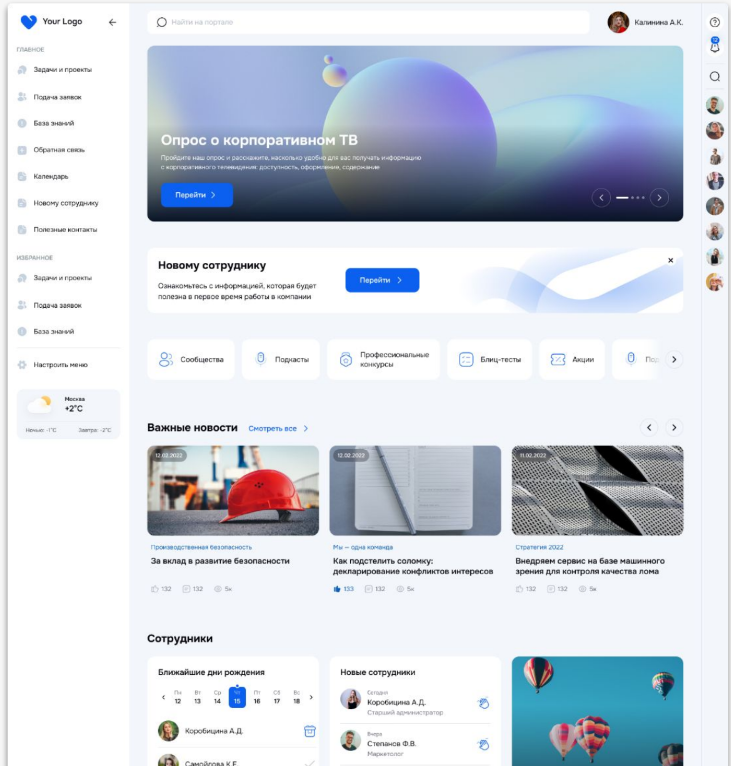 Your Logo
ГЛАВНОЕ
Задачи и проекты
Подача заявок
База знаний
Обратная связь
Календарь
Новому сотруднику
Полезные контакты
ИЗБРАННОЕ
Задачи и проекты
Подача заявок
База знаний
Настроить меню
Москва
+2°C
Ночью: -1°C
Завтра: -2°C
Найти на портале
Калинина А.К.
12
Опрос о корпоративном ТВ
Пройдите наш опрос и расскажите, насколько удобно для вас получать информацию
с корпоративного телевидения: доступность, оформление, содержание
Перейти
Новому сотруднику
Ознакомьтесь с информацией, которая будет
полезна в первое время работы в компании
Перейти
Сообщества
Подкасты
Профессиональные
конкурсы
Блиц-тесты
Акции
Важные новости
Смотреть все
12.02.2022
Производственная безопасность
За вклад в развитие безопасности
132 132 5к
12.02.2022
Мы — одна команда
Как подстелить соломку:
декларирование конфликтов интересов
133 132 5к
11.02.2022
Стратегия 2022
Внедряем сервис на базе машинного
зрения для контроля качества лома
132 132 5к
Сотрудники
Ближайшие дни рождения
Пн Вт Ср Чт Пт Сб Вс
12 13 14 15 16 17 18
Коробицина А.Д.
Самойлова К.Е.
Новые сотрудники
Сегодня
Коробицина А.Д.
Старший администратор
Вчера
Степанов Ф.В.
Маркетолог